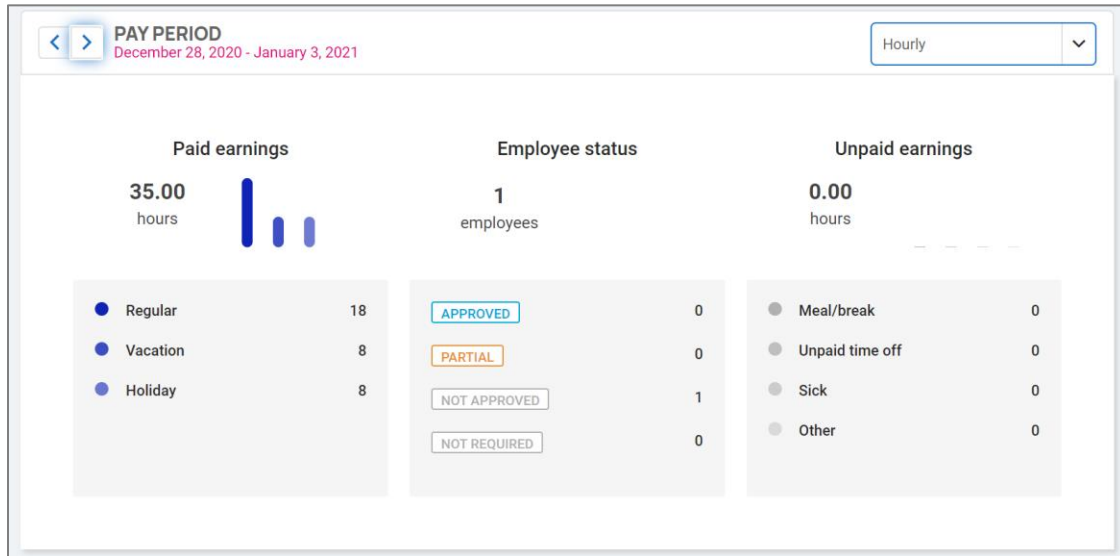 PAY PERIOD
December 28, 2020 - January 3, 2021
Hourly
Paid earnings
35.00
hours
Regular 18
Vacation 8
Holiday 8
Employee status
1
employees
APPROVED 0
PARTIAL 0
NOT APPROVED 1
NOT REQUIRED 0
Unpaid earnings
0.00
hours
Meal/break 0
Unpaid time off 0
Sick 0
Other 0